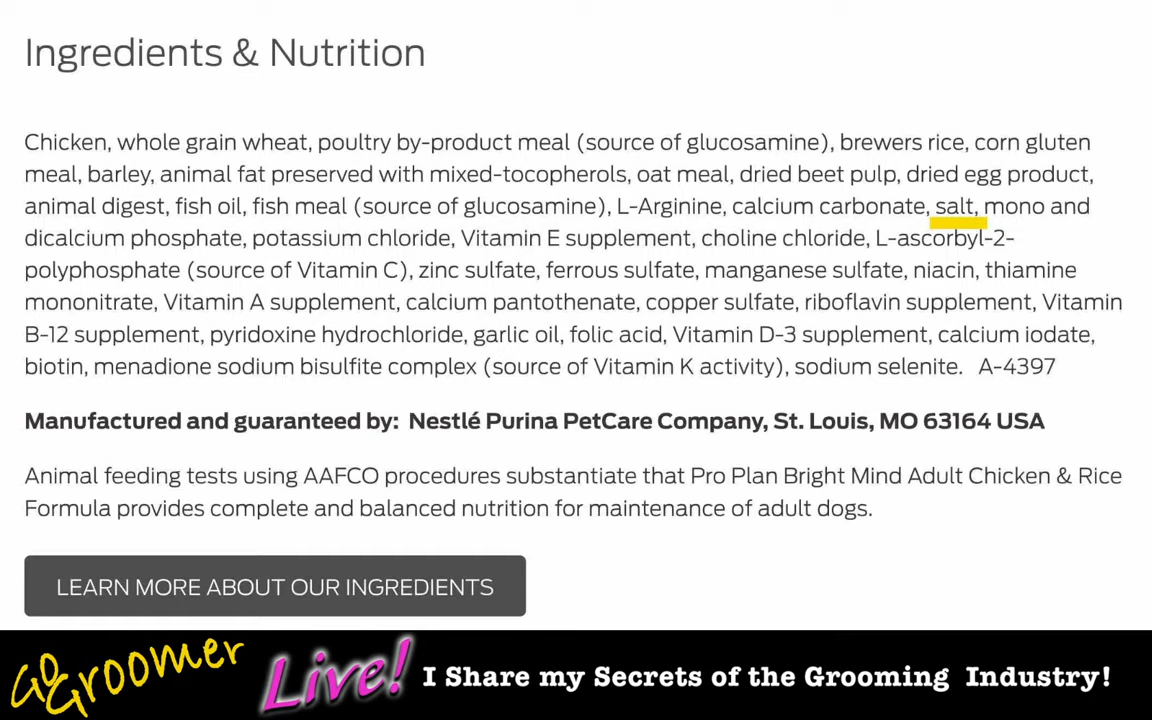 Ingredients & Nutrition
Chicken, whole grain wheat, poultry by-product meal (source of glucosamine), brewers rice, corn gluten
meal, barley, animal fat preserved with mixed-tocopherols, oat meal, dried beet pulp, dried egg product,
animal digest, fish oil, fish meal (source of glucosamine), L-Arginine, calcium carbonate, salt, mono and
dicalcium phosphate, potassium chloride, Vitamin E supplement, choline chloride, L-ascorbyl-2-
polyphosphate (source of Vitamin C), zinc sulfate, ferrous sulfate, manganese sulfate, niacin, thiamine
mononitrate, Vitamin A supplement, calcium pantothenate, copper sulfate, riboflavin supplement, Vitamin
B-12 supplement, pyridoxine hydrochloride, garlic oil, folic acid, Vitamin D-3 supplement, calcium iodate,
biotin, menadione sodium bisulfite complex (source of Vitamin K activity), sodium selenite. A-4397
Manufactured and guaranteed by: Nestlé Purina PetCare Company, St. Louis, MO 63164 USA
Animal feeding tests using AAFCO procedures substantiate that Pro Plan Bright Mind Adult Chicken & Rice
Formula provides complete and balanced nutrition for maintenance of adult dogs.
LEARN MORE ABOUT OUR INGREDIENTS
GoGroomer Live! I Share my Secrets of the Grooming Industry!